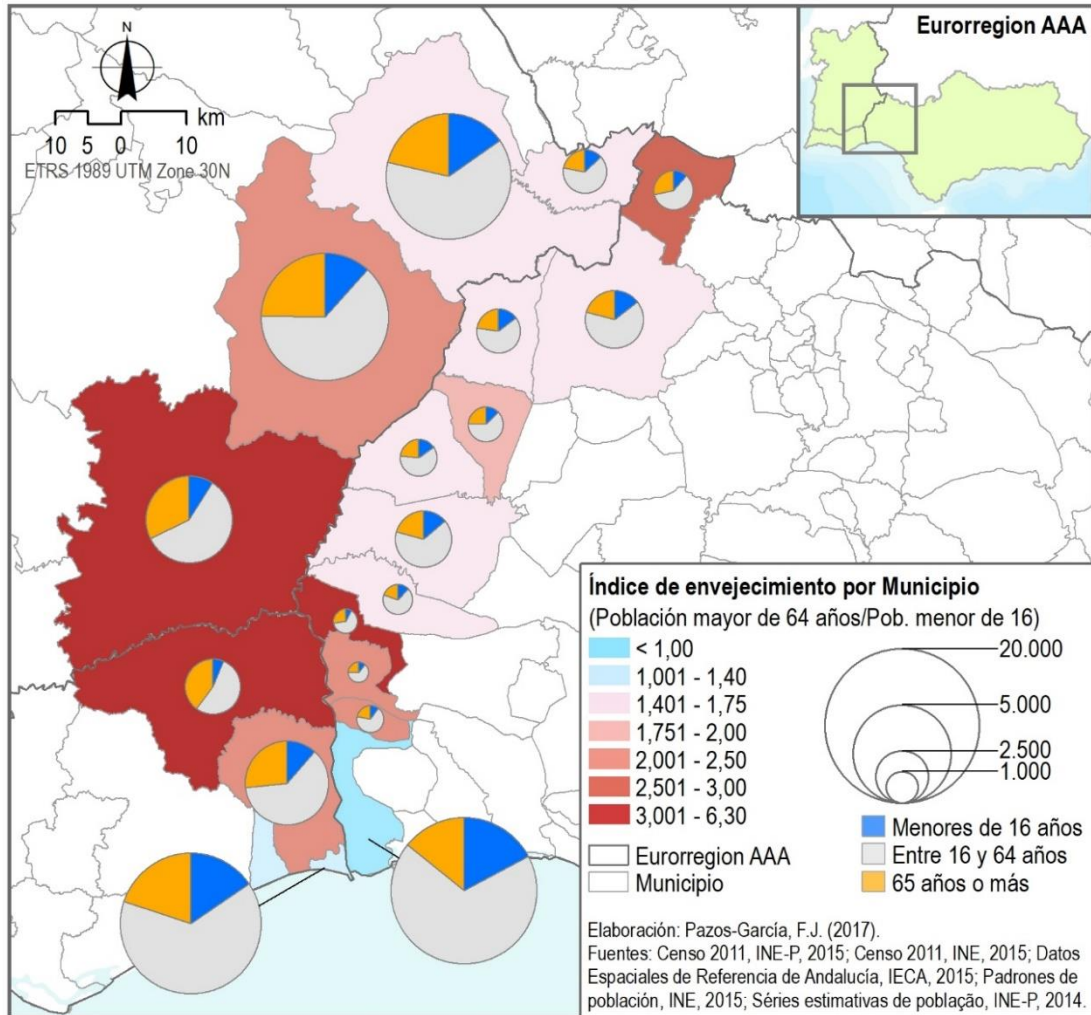 N
10 5 0 10 km
ETRS 1989 UTM Zone 30N
Eurorregion AAA
Índice de envejecimiento por Municipio
(Población mayor de 64 años/Pob. menor de 16)
< 1,00
1,001 - 1,40
1,401 - 1,75
1,751 - 2,00
2,001 - 2,50
2,501 - 3,00
3,001 - 6,30
20.000
5.000
2.500
1.000
Eurorregion AAA
Municipio
Menores de 16 años
Entre 16 y 64 años
65 años o más
Elaboración: Pazos-García, F.J. (2017).
Fuentes: Censo 2011, INE-P, 2015; Censo 2011, INE, 2015; Datos
Espaciales de Referencia de Andalucía, IECA, 2015; Padrones de
población, INE, 2015; Séries estimativas de população, INE-P, 2014.